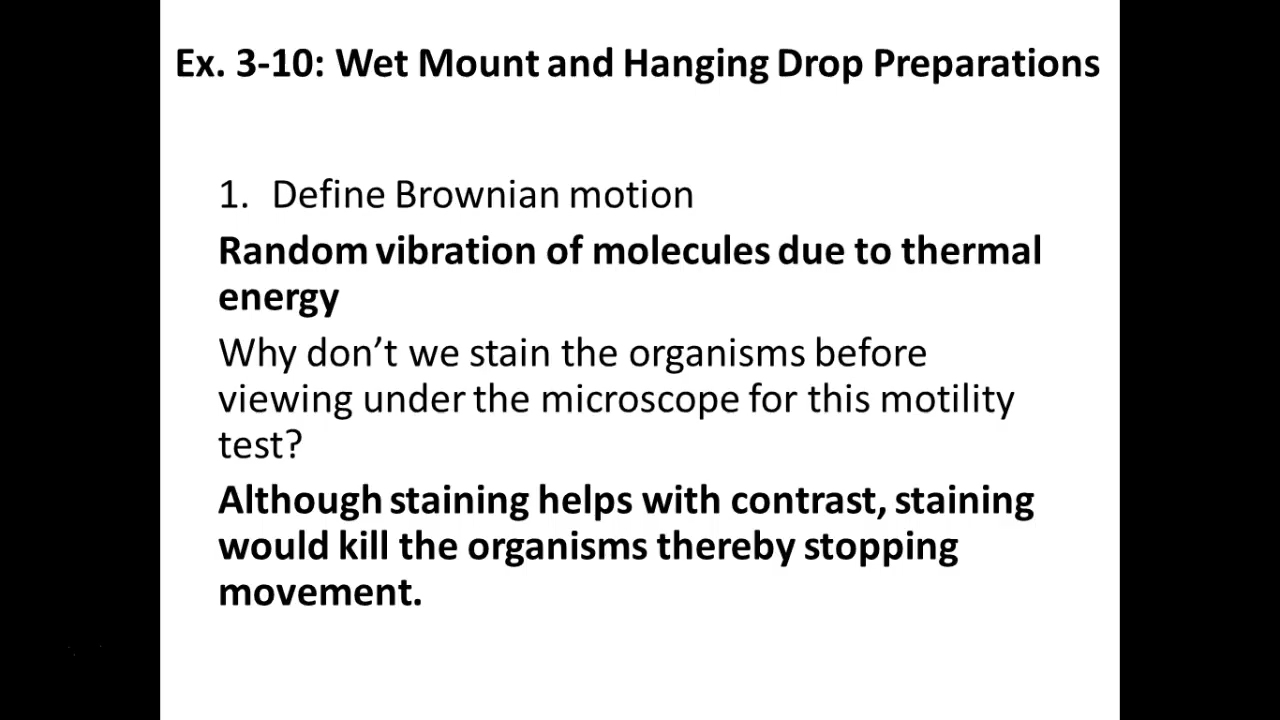 Ex. 3-10: Wet Mount and Hanging Drop Preparations
1. Define Brownian motion
Random vibration of molecules due to thermal
energy
Why don’t we stain the organisms before
viewing under the microscope for this motility
test?
Although staining helps with contrast, staining
would kill the organisms thereby stopping
movement.